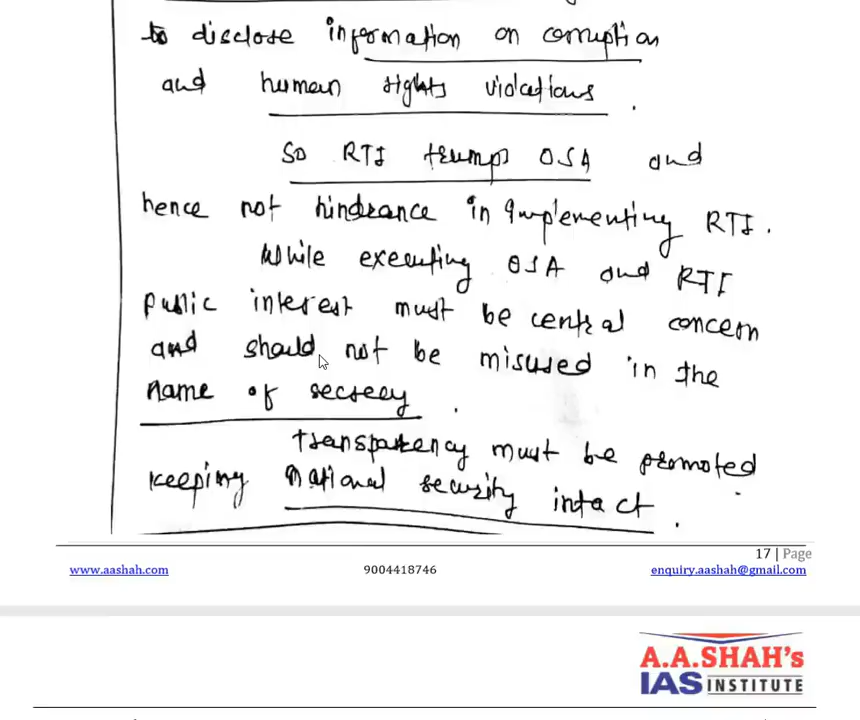 to disclose information on corruption
and human rights violations.
So RTI trumps OSA and
hence not hindrance in implementing RTI.
While executing OSA and RTI
public interest must be central concern
and should not be misused in the
name of secrecy.
transparency must be promoted
keeping national security intact.
17 | Page
www.aashah.com 9004418746 enquiry.aashah@gmail.com
A.A.SHAH's
IAS INSTITUTE